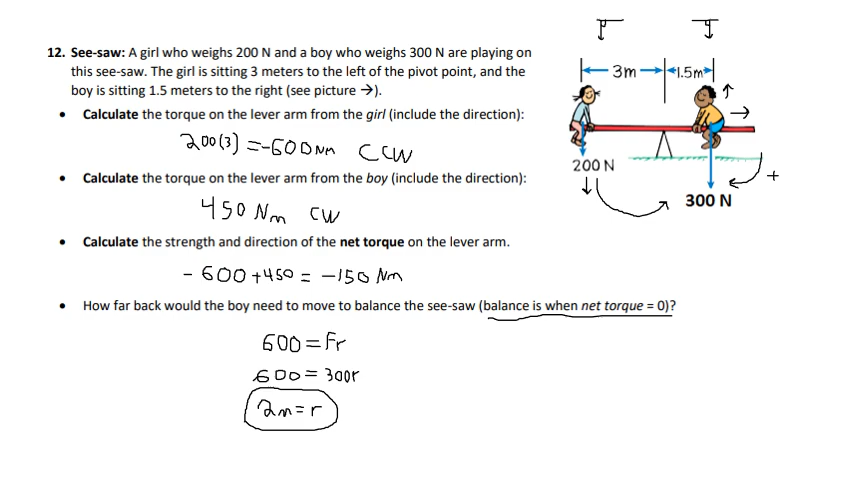 12. See-saw: A girl who weighs 200 N and a boy who weighs 300 N are playing on
this see-saw. The girl is sitting 3 meters to the left of the pivot point, and the
boy is sitting 1.5 meters to the right (see picture →).
3m
1.5m
200 N
300 N
+
• Calculate the torque on the lever arm from the girl (include the direction):
200(3) = -600Nm CCW
• Calculate the torque on the lever arm from the boy (include the direction):
450 Nm CW
• Calculate the strength and direction of the net torque on the lever arm.
- 600 +450 = -150 Nm
• How far back would the boy need to move to balance the see-saw (balance is when net torque = 0)?
600 = Fr
600 = 300r
2m = r